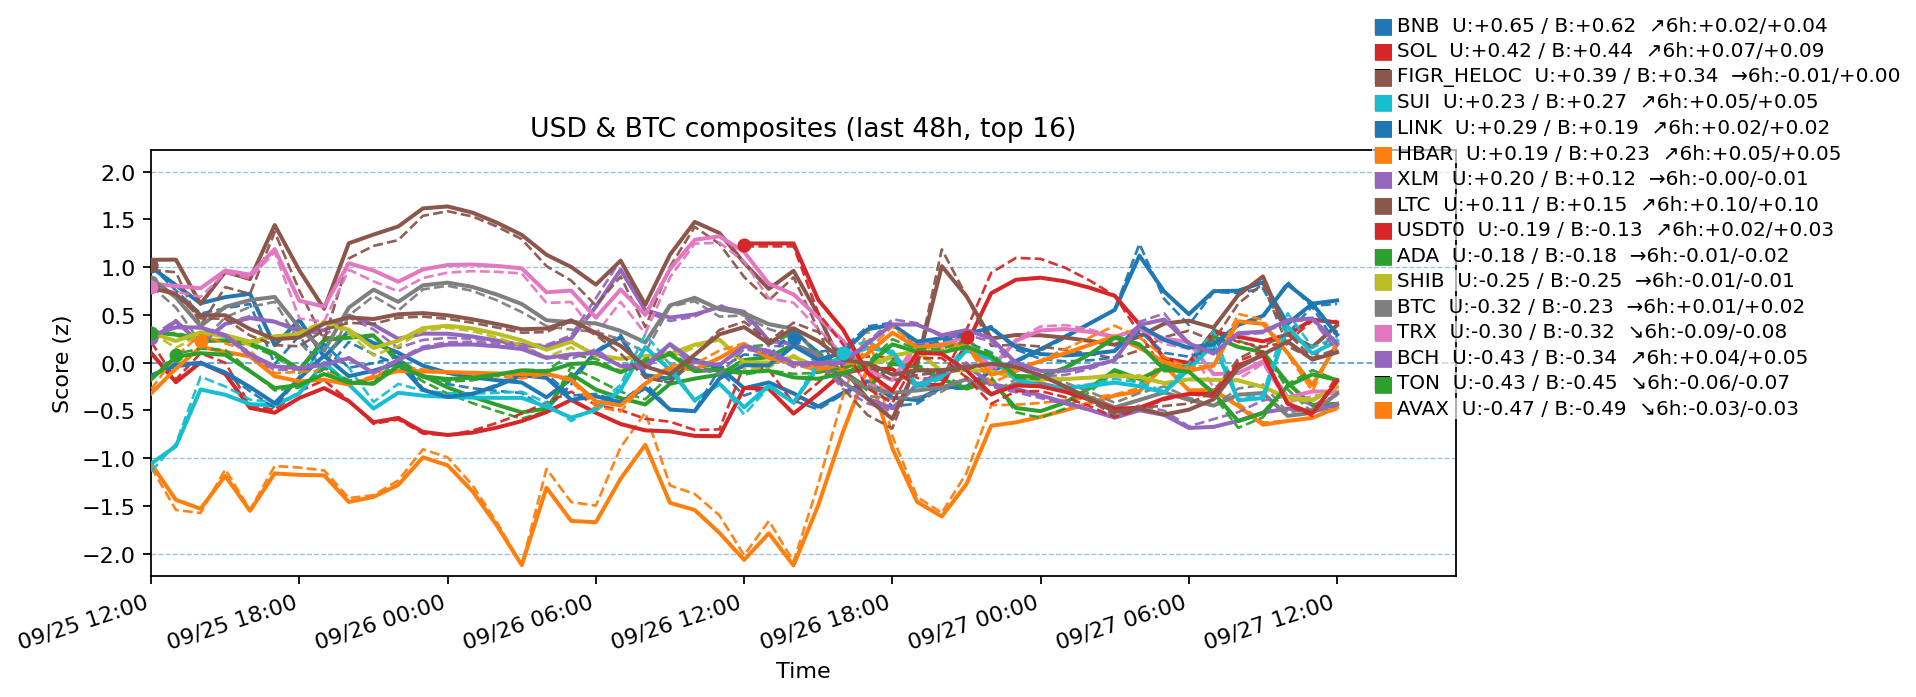 BNB  U:+0.65 / B:+0.62  ↗6h:+0.02/+0.04
SOL  U:+0.42 / B:+0.44  ↗6h:+0.07/+0.09
FIGR_HELOC  U:+0.39 / B:+0.34  →6h:-0.01/+0.00
SUI  U:+0.23 / B:+0.27  ↗6h:+0.05/+0.05
LINK  U:+0.29 / B:+0.19  ↗6h:+0.02/+0.02
HBAR  U:+0.19 / B:+0.23  ↗6h:+0.05/+0.05
XLM  U:+0.20 / B:+0.12  →6h:-0.00/-0.01
LTC  U:+0.11 / B:+0.15  ↗6h:+0.10/+0.10
USDT0  U:-0.19 / B:-0.13  ↗6h:+0.02/+0.03
ADA  U:-0.18 / B:-0.18  →6h:-0.01/-0.02
SHIB  U:-0.25 / B:-0.25  →6h:-0.01/-0.01
BTC  U:-0.32 / B:-0.23  →6h:+0.01/+0.02
TRX  U:-0.30 / B:-0.32  ↘6h:-0.09/-0.08
BCH  U:-0.43 / B:-0.34  ↗6h:+0.04/+0.05
TON  U:-0.43 / B:-0.45  ↘6h:-0.06/-0.07
AVAX  U:-0.47 / B:-0.49  ↘6h:-0.03/-0.03
USD & BTC composites (last 48h, top 16)
Score (z)
2.0
1.5
1.0
0.5
0.0
−0.5
−1.0
−1.5
−2.0
09/25 12:00
09/25 18:00
09/26 00:00
09/26 06:00
09/26 12:00
09/26 18:00
09/27 00:00
09/27 06:00
09/27 12:00
Time